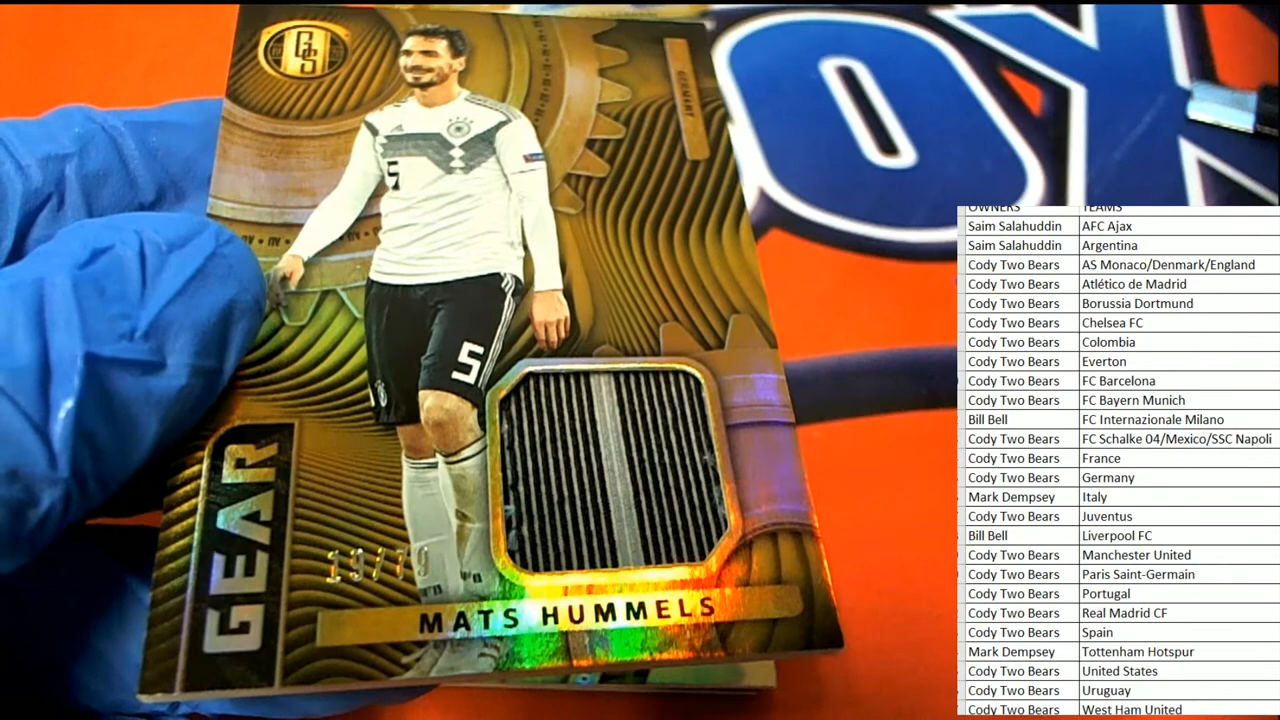 GS
GERMANY
OX
5
5
GEAR
19/79
MATS HUMMELS
OWNERS TEAMS
Saim Salahuddin AFC Ajax
Saim Salahuddin Argentina
Cody Two Bears AS Monaco/Denmark/England
Cody Two Bears Atlético de Madrid
Cody Two Bears Borussia Dortmund
Cody Two Bears Chelsea FC
Cody Two Bears Colombia
Cody Two Bears Everton
Cody Two Bears FC Barcelona
Cody Two Bears FC Bayern Munich
Bill Bell FC Internazionale Milano
Cody Two Bears FC Schalke 04/Mexico/SSC Napoli
Cody Two Bears France
Cody Two Bears Germany
Mark Dempsey Italy
Cody Two Bears Juventus
Bill Bell Liverpool FC
Cody Two Bears Manchester United
Cody Two Bears Paris Saint-Germain
Cody Two Bears Portugal
Cody Two Bears Real Madrid CF
Cody Two Bears Spain
Mark Dempsey Tottenham Hotspur
Cody Two Bears United States
Cody Two Bears Uruguay
Cody Two Bears West Ham United